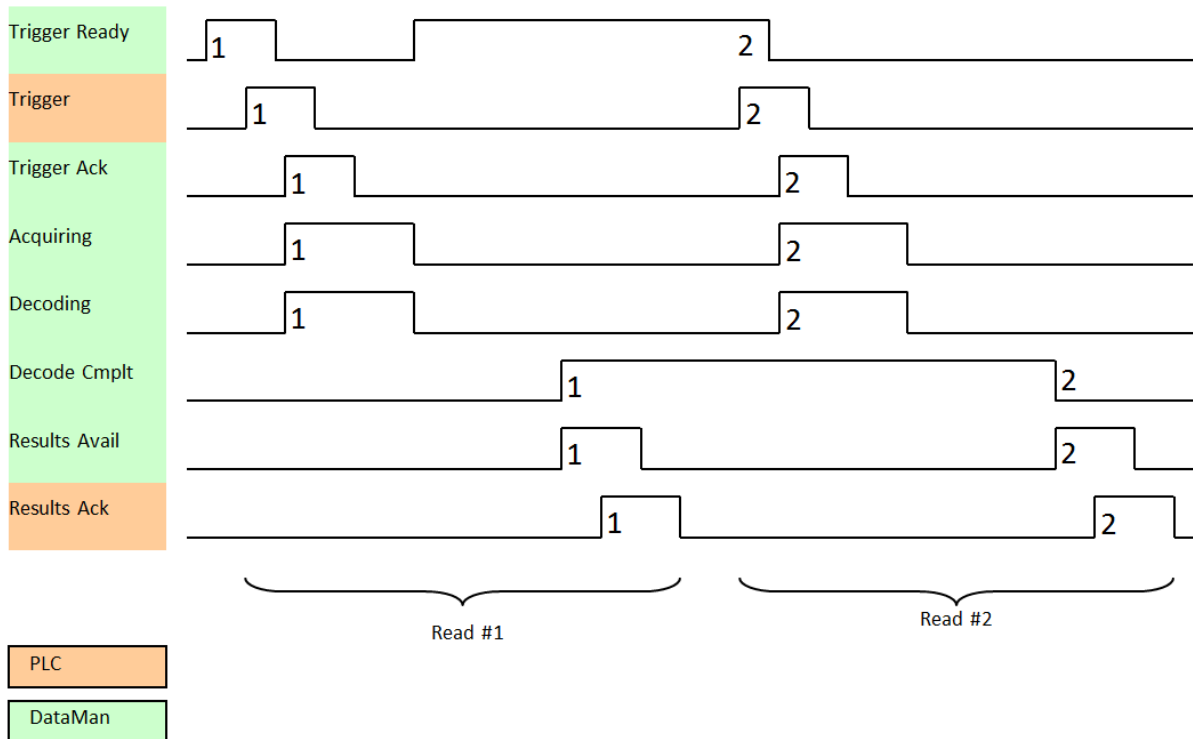 Trigger Ready 1 2
Trigger 1 2
Trigger Ack 1 2
Acquiring 1 2
Decoding 1 2
Decode Cmplt 1 2
Results Avail 1 2
Results Ack 1 2
Read #1 Read #2
PLC
DataMan